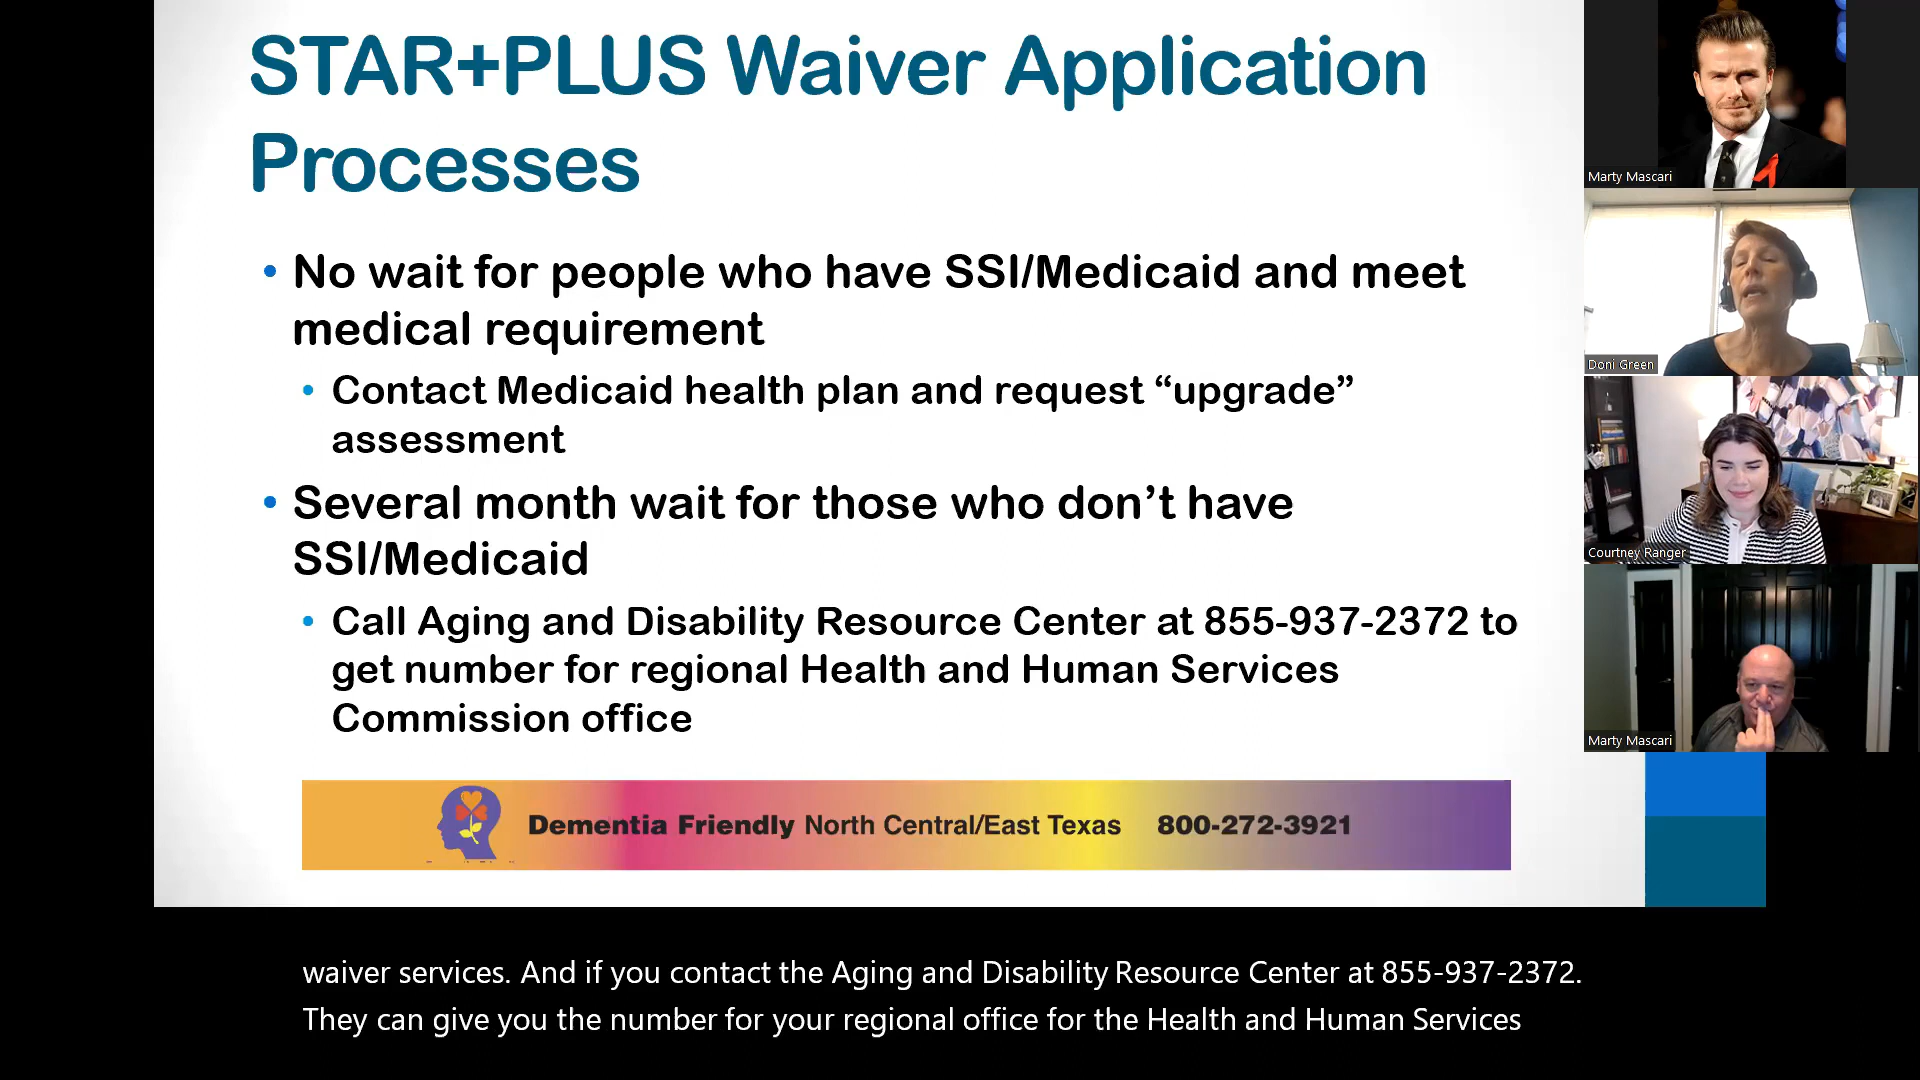 STAR+PLUS Waiver Application
Processes
• No wait for people who have SSI/Medicaid and meet
medical requirement
• Contact Medicaid health plan and request “upgrade”
assessment
• Several month wait for those who don’t have
SSI/Medicaid
• Call Aging and Disability Resource Center at 855-937-2372 to
get number for regional Health and Human Services
Commission office
Dementia Friendly North Central/East Texas 800-272-3921
waiver services. And if you contact the Aging and Disability Resource Center at 855-937-2372.
They can give you the number for your regional office for the Health and Human Services
Marty Mascari
Doni Green
Courtney Ranger
Marty Mascari